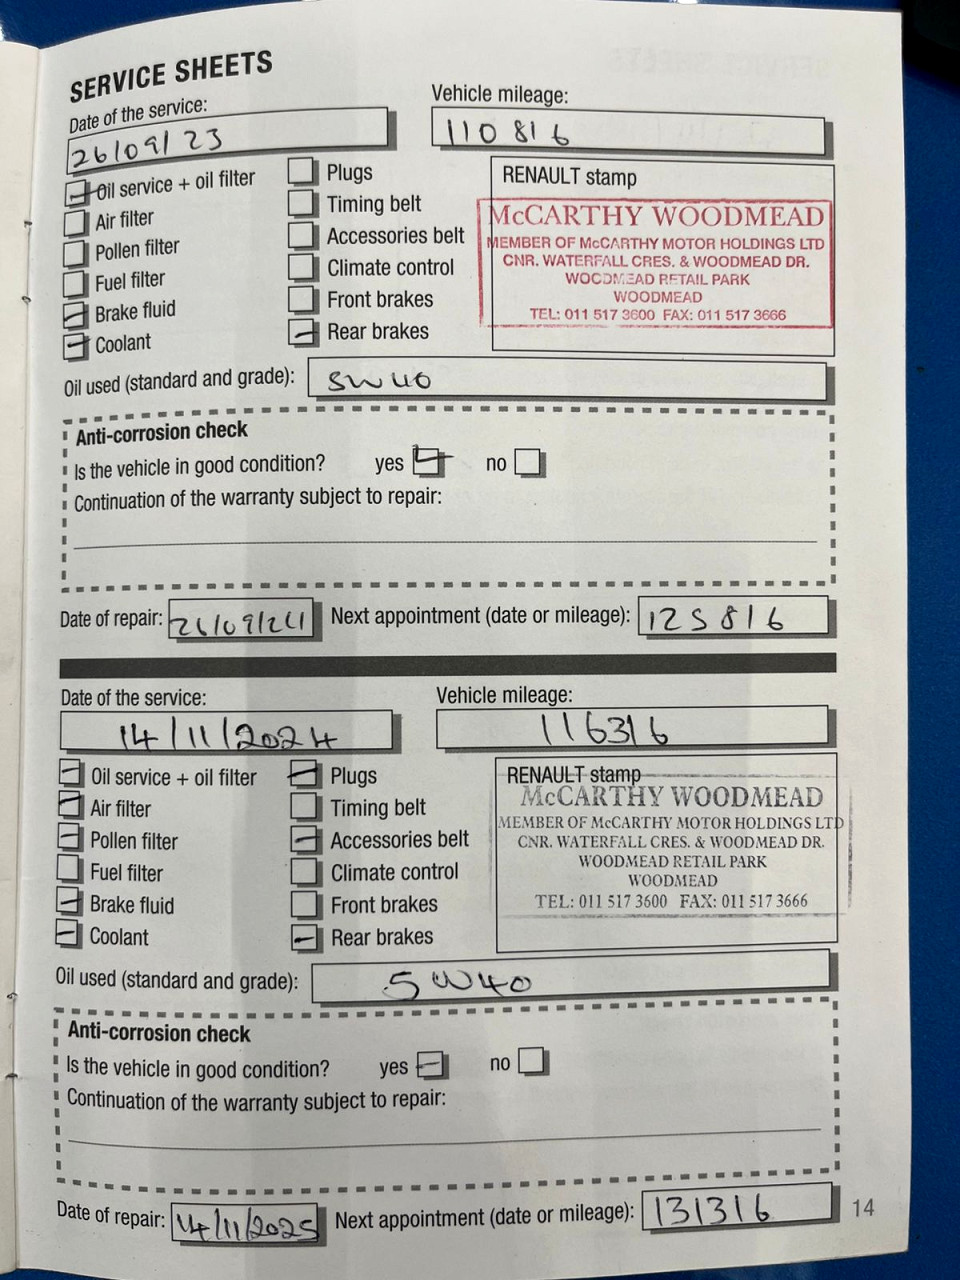 SERVICE SHEETS
Date of the service:
26/09/23
Vehicle mileage:
110816
Oil service + oil filter
Air filter
Pollen filter
Fuel filter
Brake fluid
Coolant
Plugs
Timing belt
Accessories belt
Climate control
Front brakes
Rear brakes
RENAULT stamp
McCARTHY WOODMEAD
MEMBER OF McCARTHY MOTOR HOLDINGS LTD
CNR. WATERFALL CRES. & WOODMEAD DR.
WOODMEAD RETAIL PARK
WOODMEAD
TEL: 011 517 3600 FAX: 011 517 3666
Oil used (standard and grade):
5W40
Anti-corrosion check
Is the vehicle in good condition? yes no
Continuation of the warranty subject to repair:
Date of repair: 26/09/24 Next appointment (date or mileage): 125816
Date of the service:
14/11/2024
Vehicle mileage:
116316
Oil service + oil filter
Air filter
Pollen filter
Fuel filter
Brake fluid
Coolant
Plugs
Timing belt
Accessories belt
Climate control
Front brakes
Rear brakes
RENAULT stamp
McCARTHY WOODMEAD
MEMBER OF McCARTHY MOTOR HOLDINGS LTD
CNR. WATERFALL CRES. & WOODMEAD DR.
WOODMEAD RETAIL PARK
WOODMEAD
TEL: 011 517 3600 FAX: 011 517 3666
Oil used (standard and grade):
5W40
Anti-corrosion check
Is the vehicle in good condition? yes no
Continuation of the warranty subject to repair:
Date of repair: 14/11/2025 Next appointment (date or mileage): 131316
14